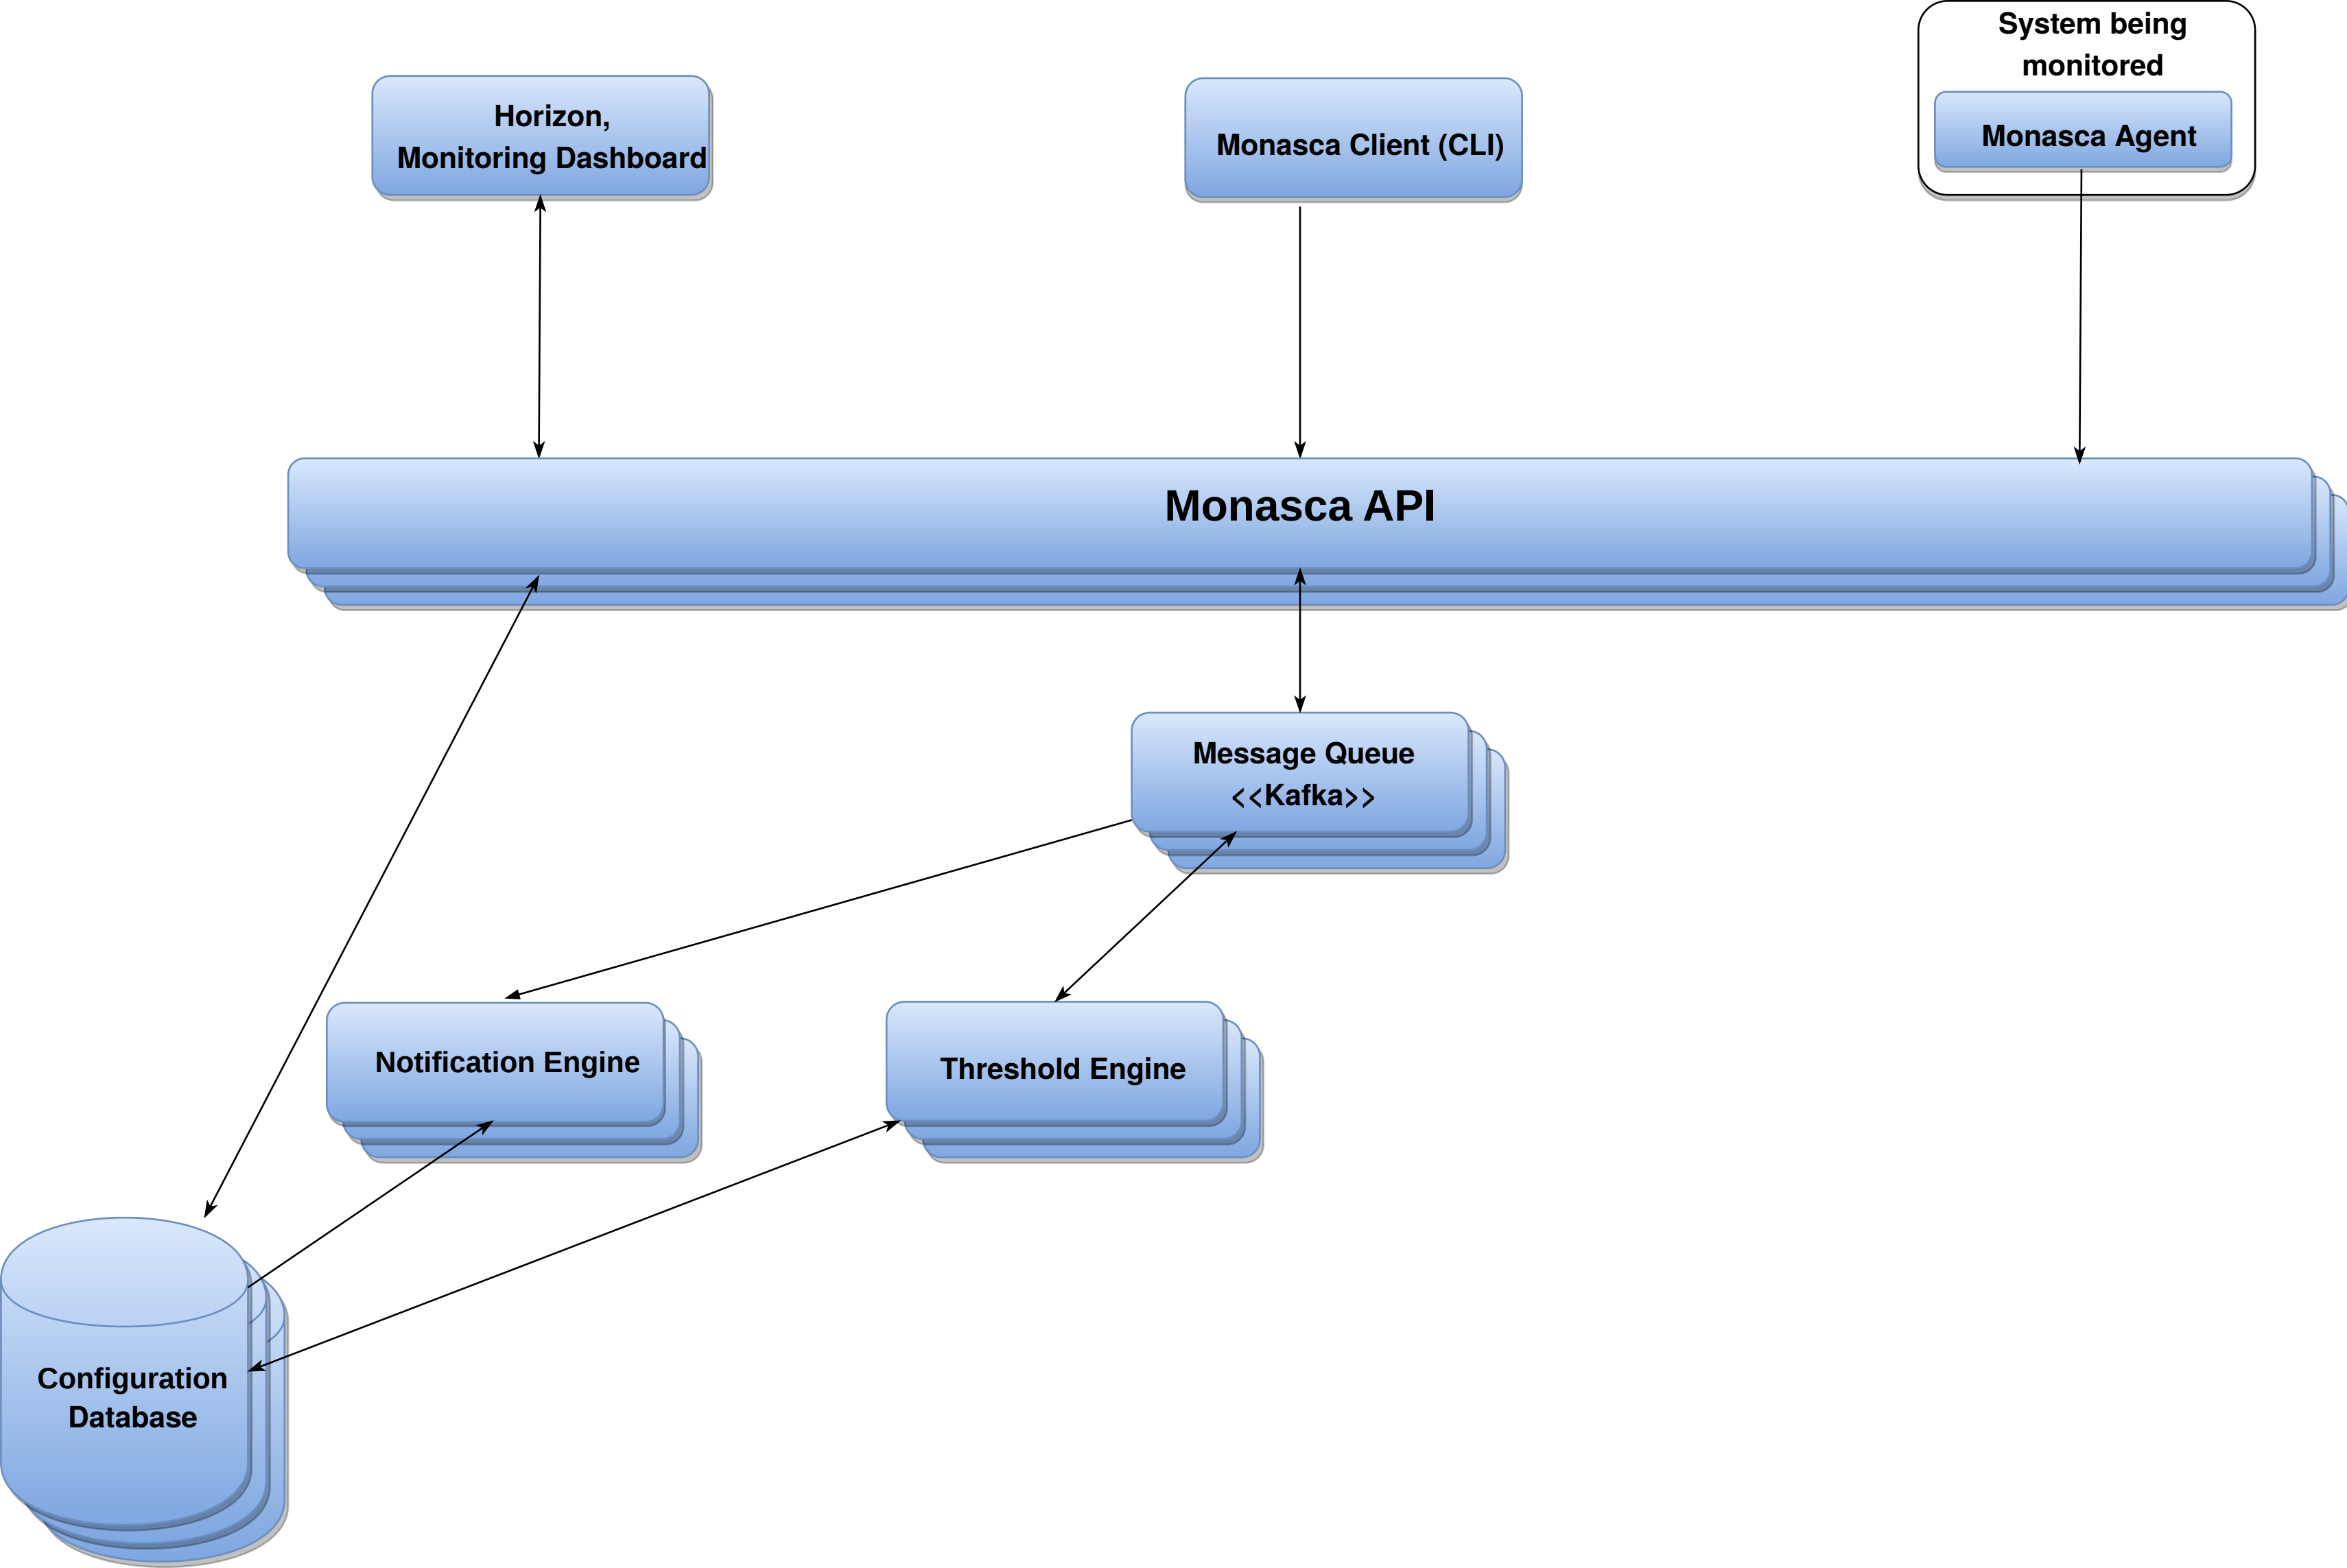 System being
monitored
Horizon,
Monitoring Dashboard
Monasca Client (CLI)
Monasca Agent
Monasca API
Message Queue
<<Kafka>>
Notification Engine
Threshold Engine
Configuration
Database